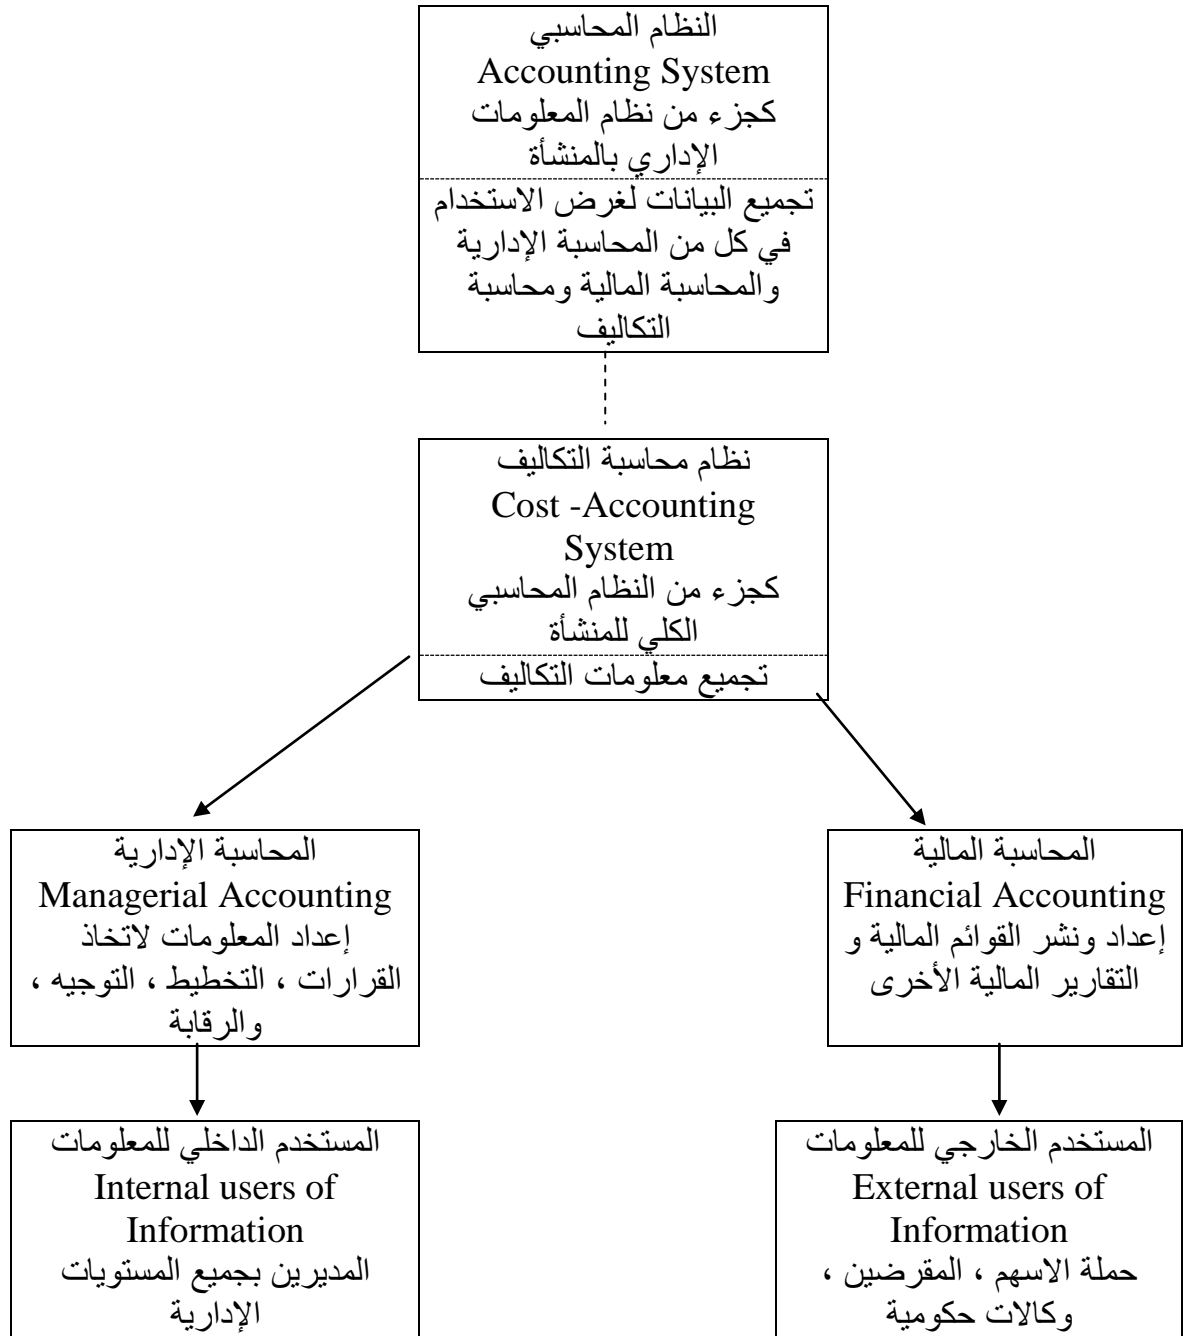 النظام المحاسبي
Accounting System
كجزء من نظام المعلومات
الإداري بالمنشأة
تجميع البيانات لغرض الاستخدام
في كل من المحاسبة الإدارية
والمحاسبة المالية ومحاسبة
التكاليف
نظام محاسبة التكاليف
Cost -Accounting
System
كجزء من النظام المحاسبي
الكلي للمنشأة
تجميع معلومات التكاليف
المحاسبة المالية
Financial Accounting
إعداد ونشر القوائم المالية و
التقارير المالية الأخرى
المحاسبة الإدارية
Managerial Accounting
إعداد المعلومات لاتخاذ
القرارات ، التخطيط ، التوجيه ،
والرقابة
المستخدم الخارجي للمعلومات
External users of
Information
حملة الاسهم ، المقرضين ،
وكالات حكومية
المستخدم الداخلي للمعلومات
Internal users of
Information
المديرين بجميع المستويات
الإدارية